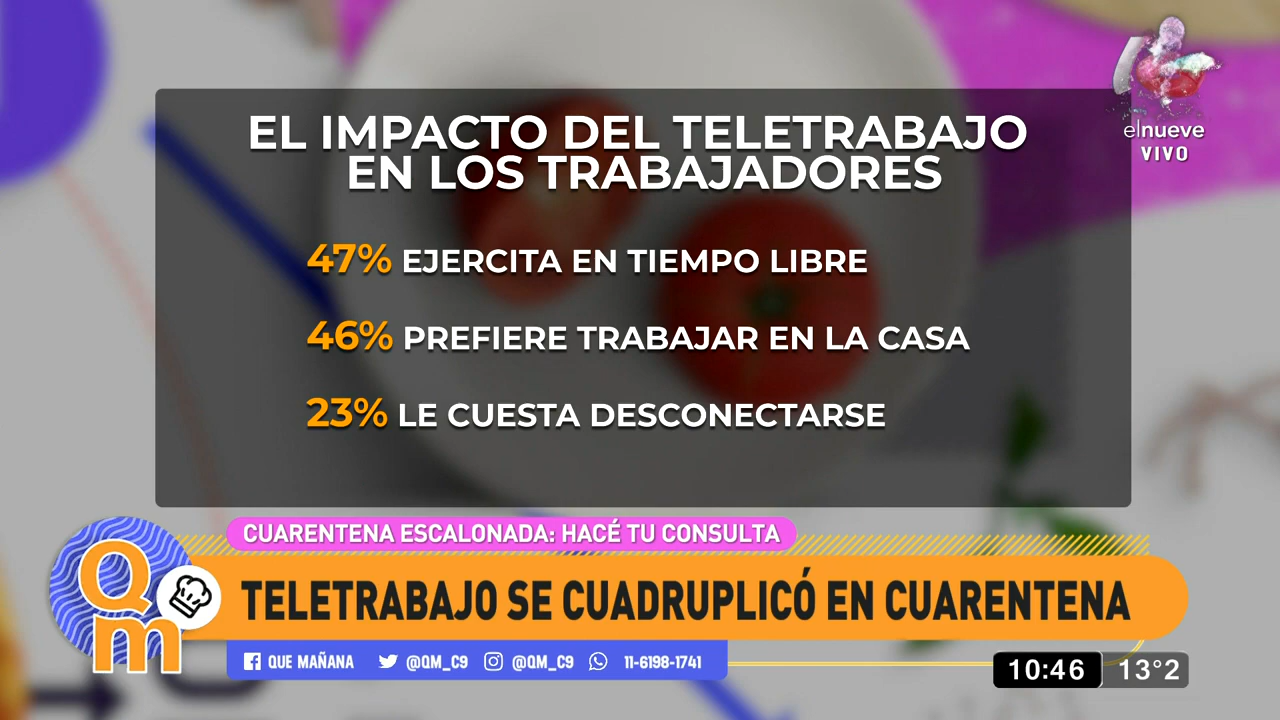 elnueve
VIVO
EL IMPACTO DEL TELETRABAJO
EN LOS TRABAJADORES
47% EJERCITA EN TIEMPO LIBRE
46% PREFIERE TRABAJAR EN LA CASA
23% LE CUESTA DESCONECTARSE
CUARENTENA ESCALONADA: HACÉ TU CONSULTA
Qm
TELETRABAJO SE CUADRUPLICÓ EN CUARENTENA
QUE MAÑANA @QM_C9 @QM_C9 11-6198-1741
10:46 13°2